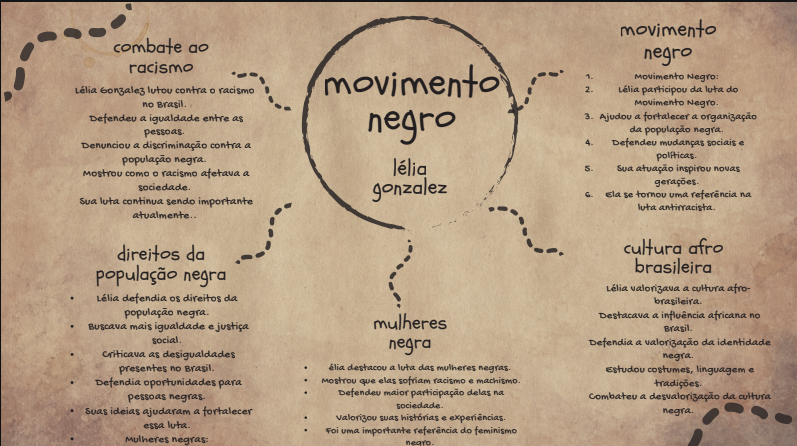 movimento
negro
lélia
gonzalez
combate ao
racismo
Lélia Gonzalez lutou contra o racismo
no Brasil.
Defendeu a igualdade entre as
pessoas.
Denunciou a discriminação contra a
população negra.
Mostrou como o racismo afetava a
sociedade.
Sua luta continua sendo importante
atualmente..
direitos da
população negra
• Lélia defendia os direitos da
população negra.
• Buscava mais igualdade e justiça
social.
• Criticava as desigualdades
presentes no Brasil.
• Defendia oportunidades para
pessoas negras.
• Suas ideias ajudaram a fortalecer
essa luta.
• Mulheres negras:
mulheres
negra
• élia destacou a luta das mulheres negras.
• Mostrou que elas sofriam racismo e machismo.
• Defendeu maior participação delas na
sociedade.
• Valorizou suas histórias e experiências.
• Foi uma importante referência do feminismo
negro.
movimento
negro
1. Movimento Negro:
2. Lélia participou da luta do
Movimento Negro.
3. Ajudou a fortalecer a organização
da população negra.
4. Defendeu mudanças sociais e
políticas.
5. Sua atuação inspirou novas
gerações.
6. Ela se tornou uma referência na
luta antirracista.
cultura afro
brasileira
Lélia valorizava a cultura afro-
brasileira.
Destacava a influência africana no
Brasil.
Defendia a valorização da identidade
negra.
Estudou costumes, linguagem e
tradições.
Combateu a desvalorização da cultura
negra.